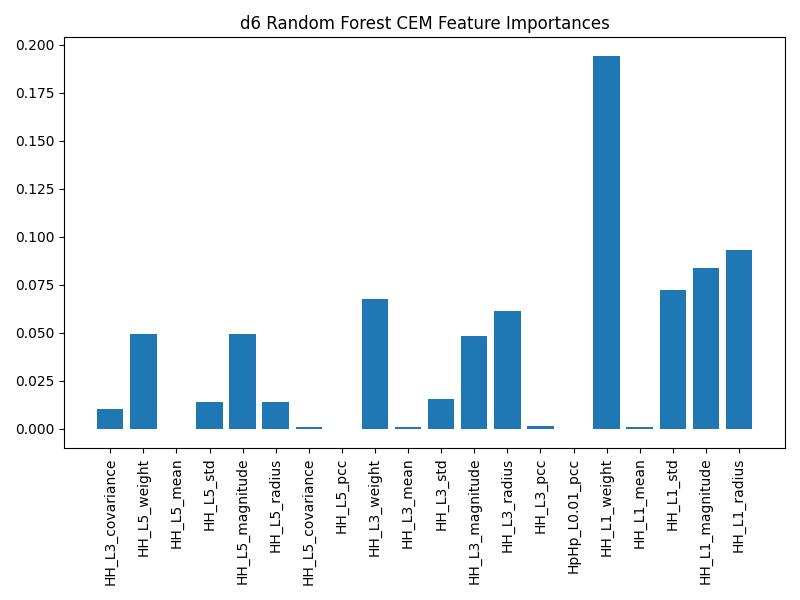 d6 Random Forest CEM Feature Importances
0.200
0.175
0.150
0.125
0.100
0.075
0.050
0.025
0.000
HH_L3_covariance
HH_L5_weight
HH_L5_mean
HH_L5_std
HH_L5_magnitude
HH_L5_radius
HH_L5_covariance
HH_L5_pcc
HH_L3_weight
HH_L3_mean
HH_L3_std
HH_L3_magnitude
HH_L3_radius
HH_L3_pcc
HpHp_L0.01_pcc
HH_L1_weight
HH_L1_mean
HH_L1_std
HH_L1_magnitude
HH_L1_radius